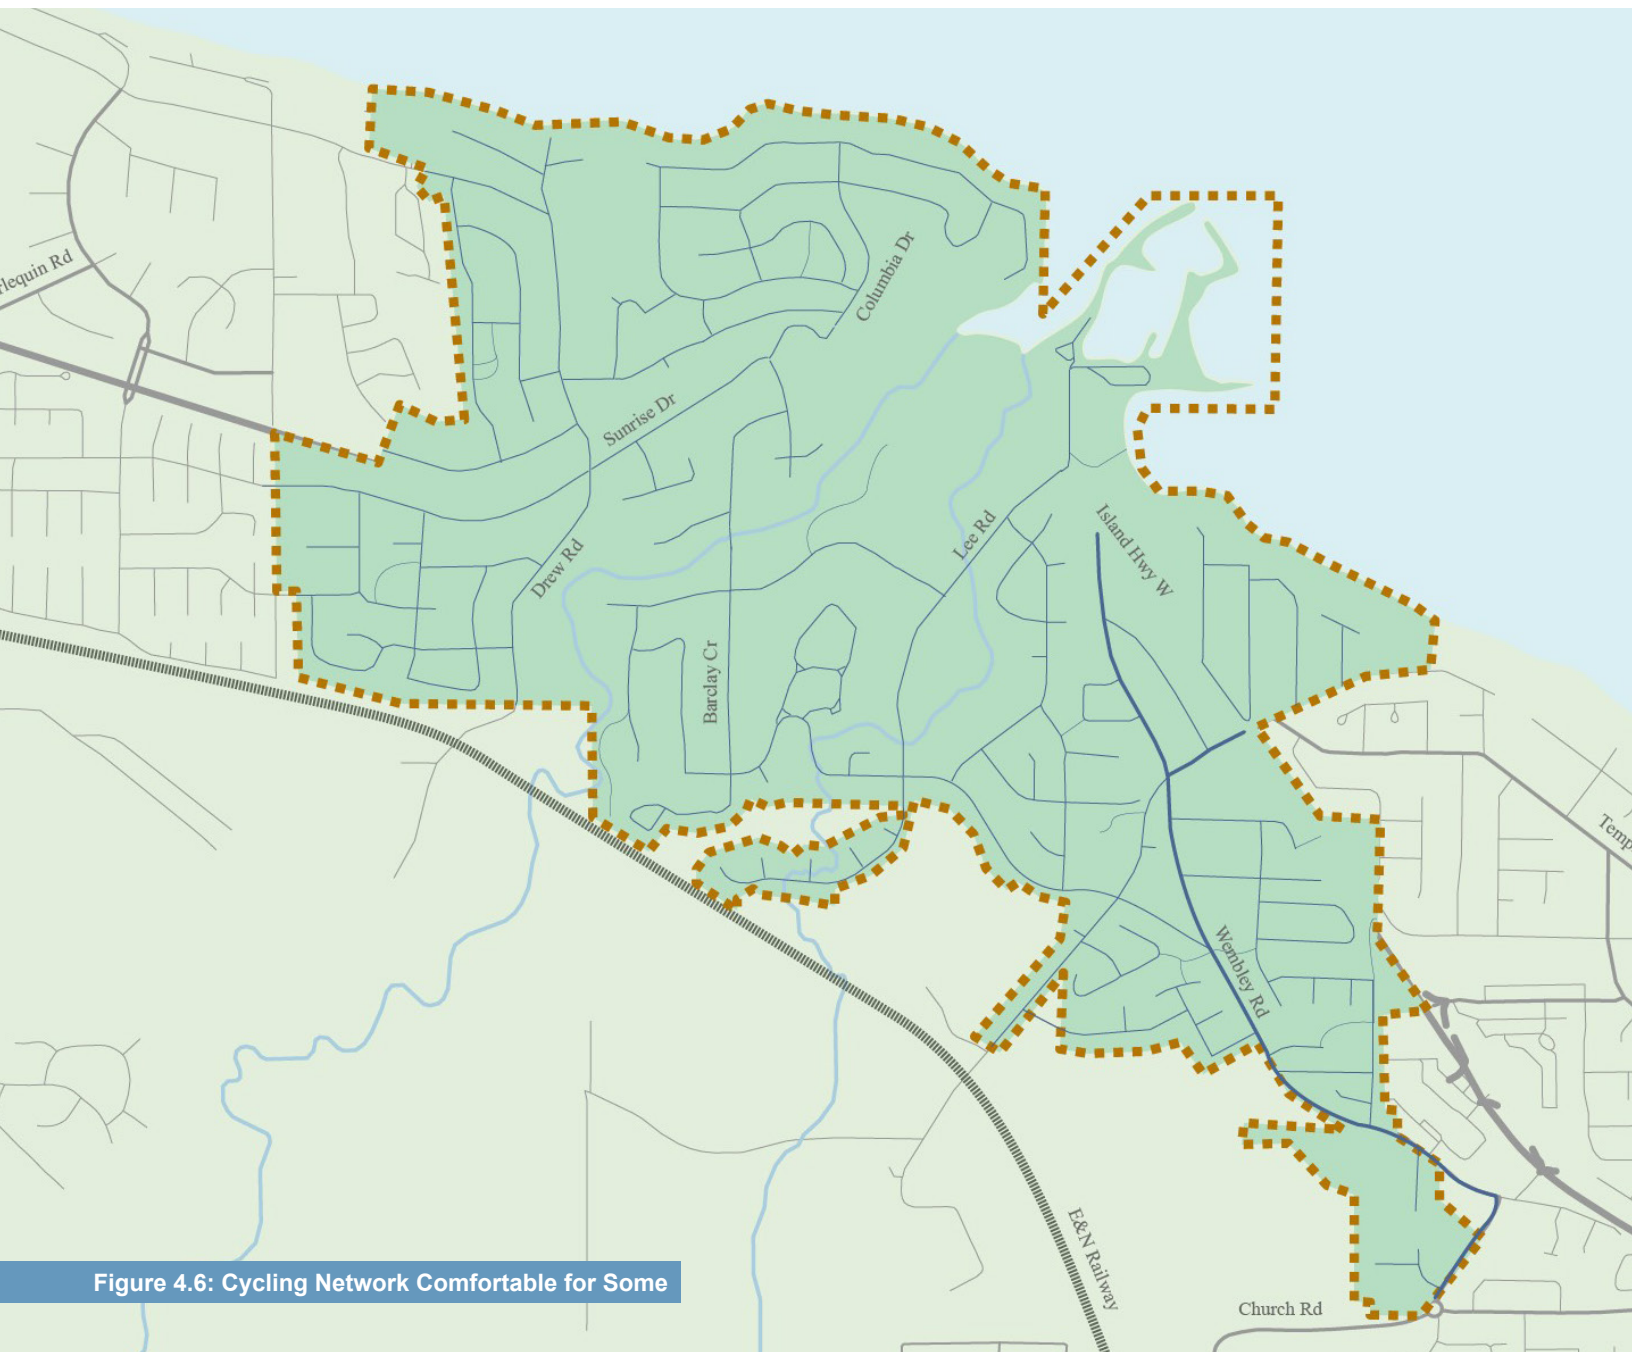 Columbia Dr
rlequin Rd
Sunrise Dr
Island Hwy W
Lee Rd
Drew Rd
Barclay Cr
Temp
Wembley Rd
E&N Railway
Figure 4.6: Cycling Network Comfortable for Some
Church Rd